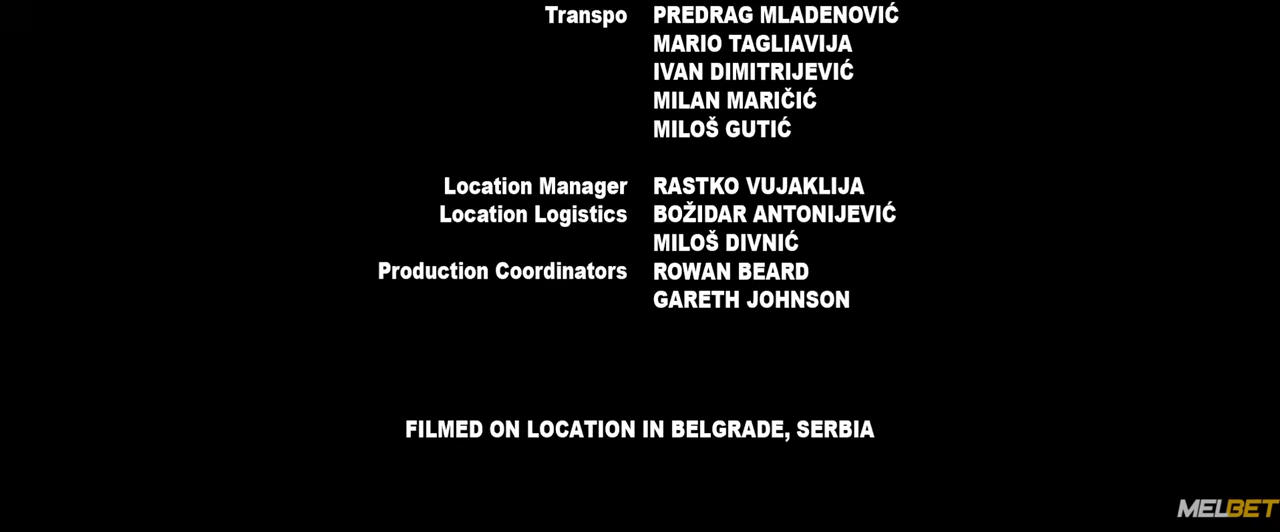 Transpo PREDRAG MLADENOVIĆ
MARIO TAGLIAVIJA
IVAN DIMITRIJEVIĆ
MILAN MARIČIĆ
MILOŠ GUTIĆ
Location Manager RASTKO VUJAKLIJA
Location Logistics BOŽIDAR ANTONIJEVIĆ
MILOŠ DIVNIĆ
Production Coordinators ROWAN BEARD
GARETH JOHNSON
FILMED ON LOCATION IN BELGRADE, SERBIA
MELBET